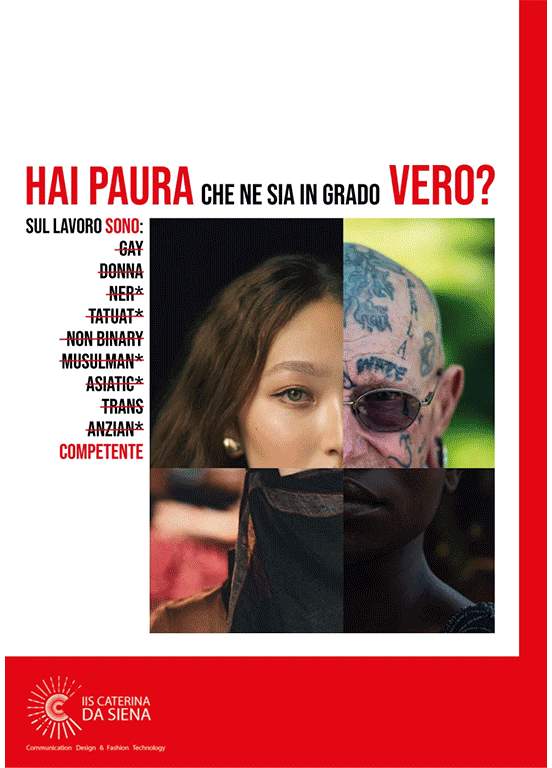 HAI PAURA CHE NE SIA IN GRADO VERO?
SUL LAVORO SONO:
GAY
DONNA
NER*
TATUAT*
NON BINARY
MUSULMAN*
ASIATIC*
TRANS
ANZIAN*
COMPETENTE
IIS CATERINA
DA SIENA
Communication Design & Fashion Technology